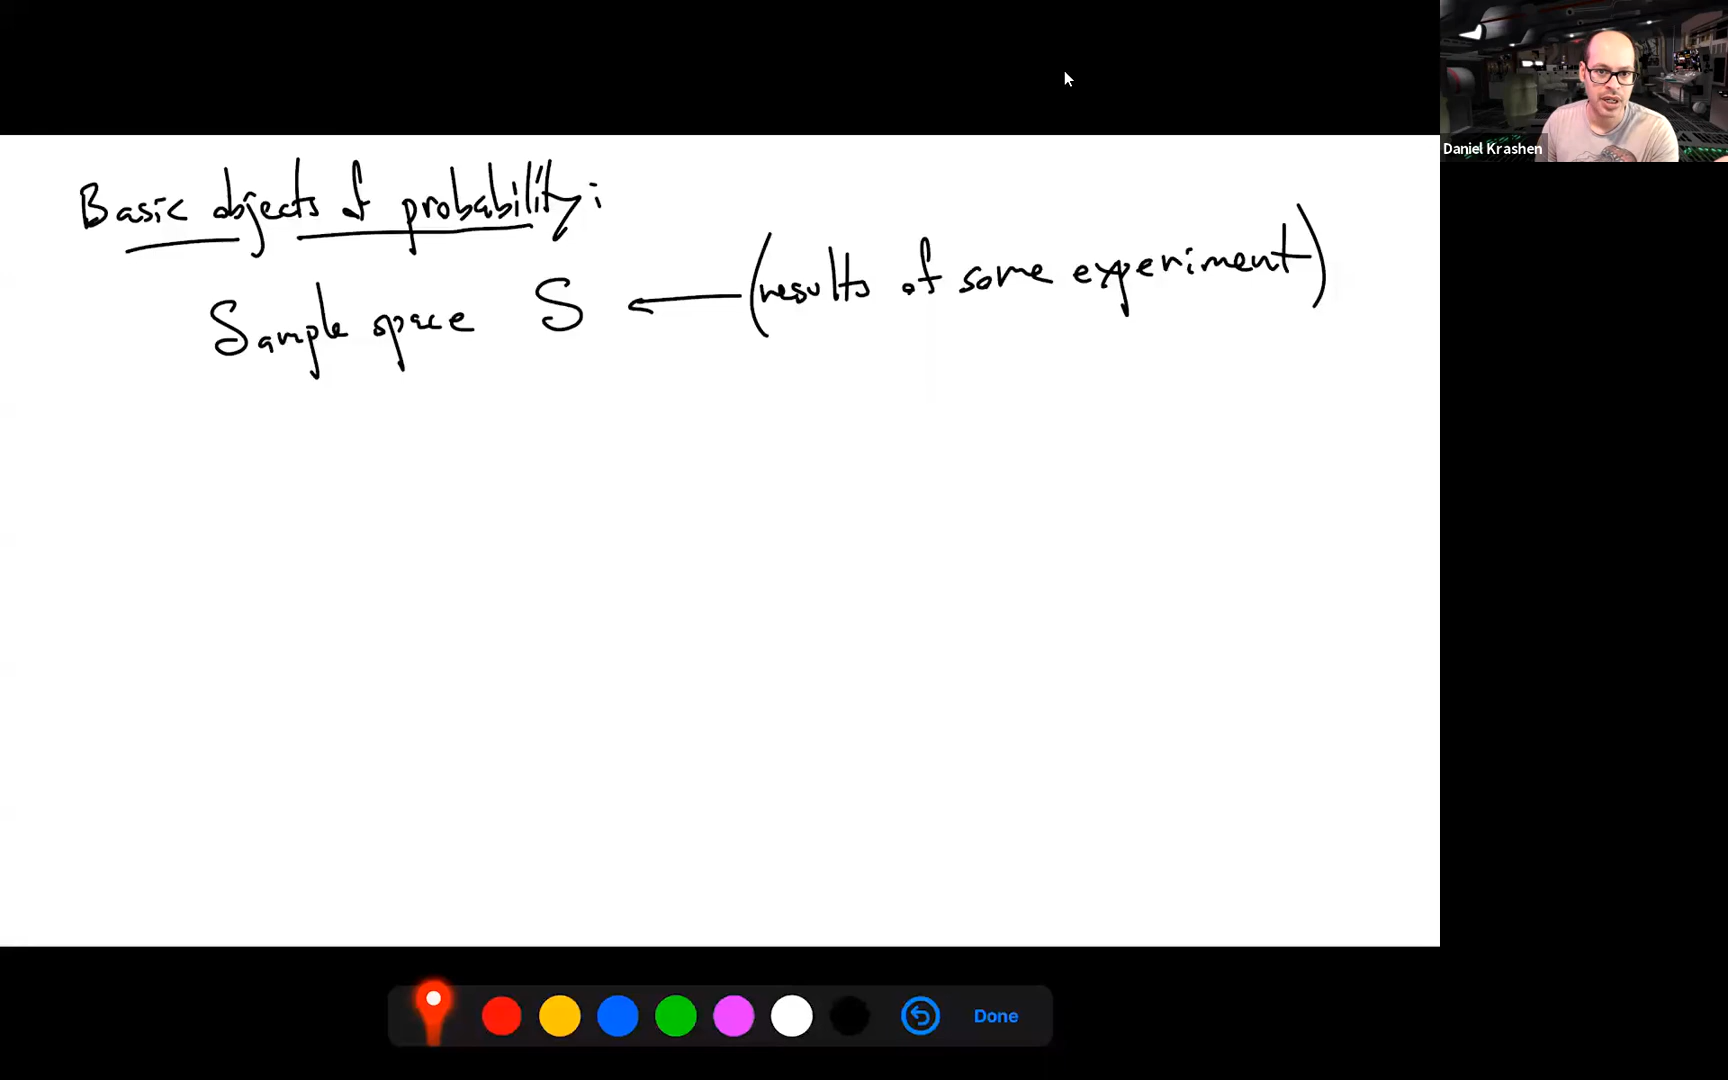 Basic objects of probability:
Sample space S ← (results of some experiment)
Daniel Krashen
Done